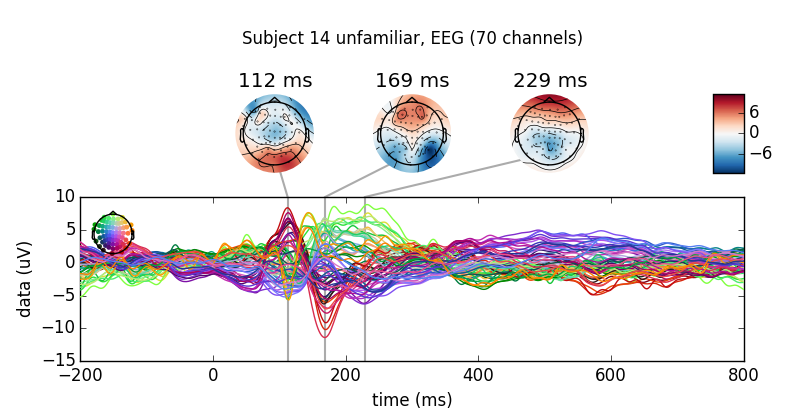 Subject 14 unfamiliar, EEG (70 channels)
112 ms
169 ms
229 ms
6
0
−6
10
5
0
−5
−10
−15
data (uV)
−200
0
200
400
600
800
time (ms)